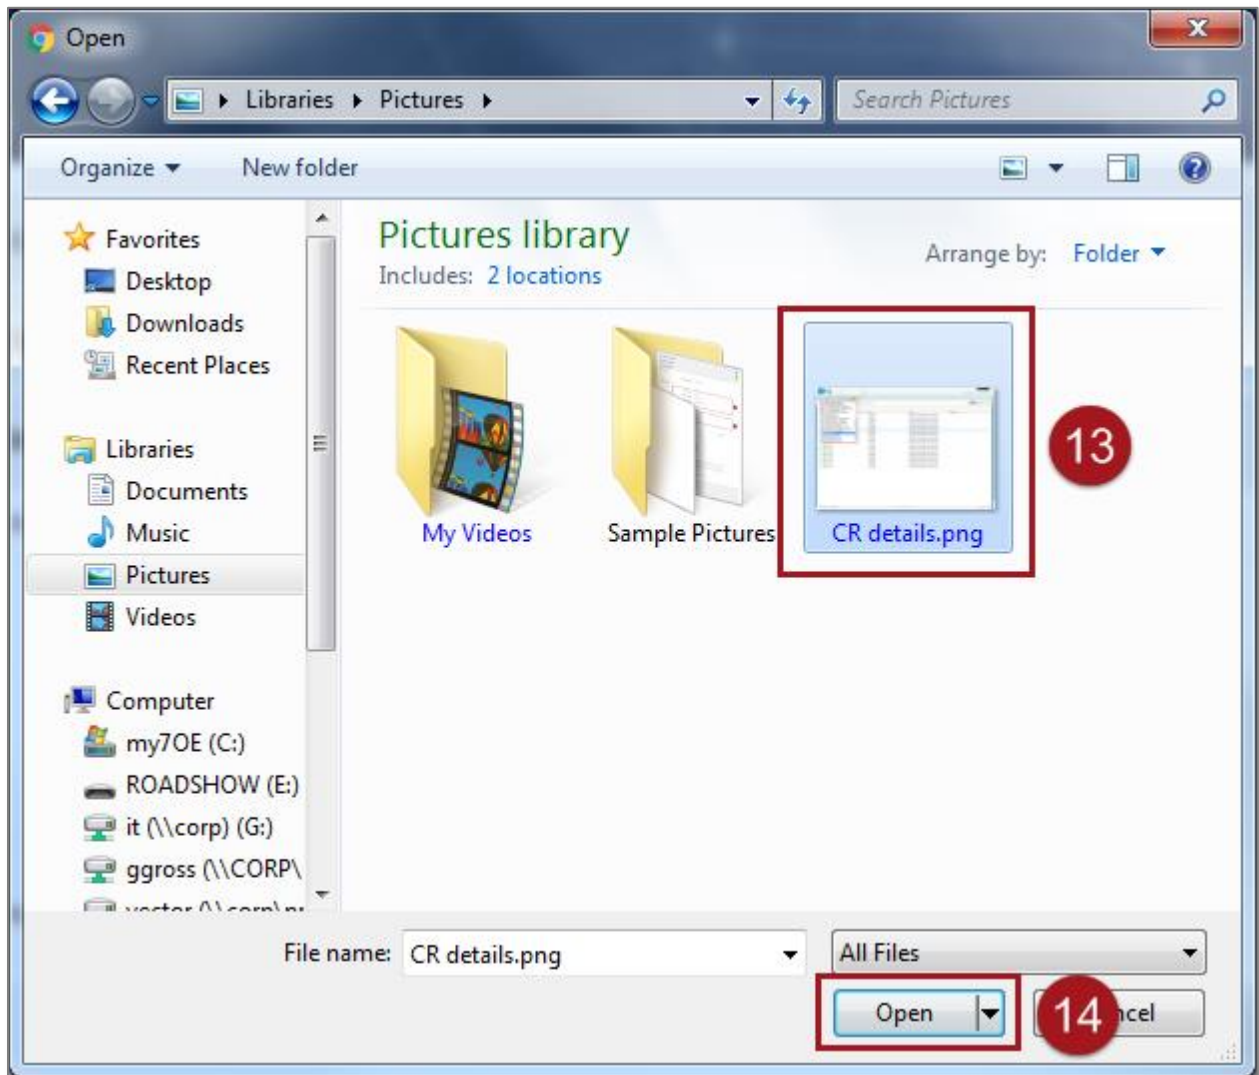 Open
Libraries Pictures
Search Pictures
Organize
New folder
Favorites
Desktop
Downloads
Recent Places
Libraries
Documents
Music
Pictures
Videos
Computer
my7OE (C:)
ROADSHOW (E:)
it (\\corp) (G:)
ggross (\\CORP\
Pictures library
Includes: 2 locations
Arrange by: Folder
My Videos
Sample Pictures
CR details.png
13
File name: CR details.png
All Files
Open
14